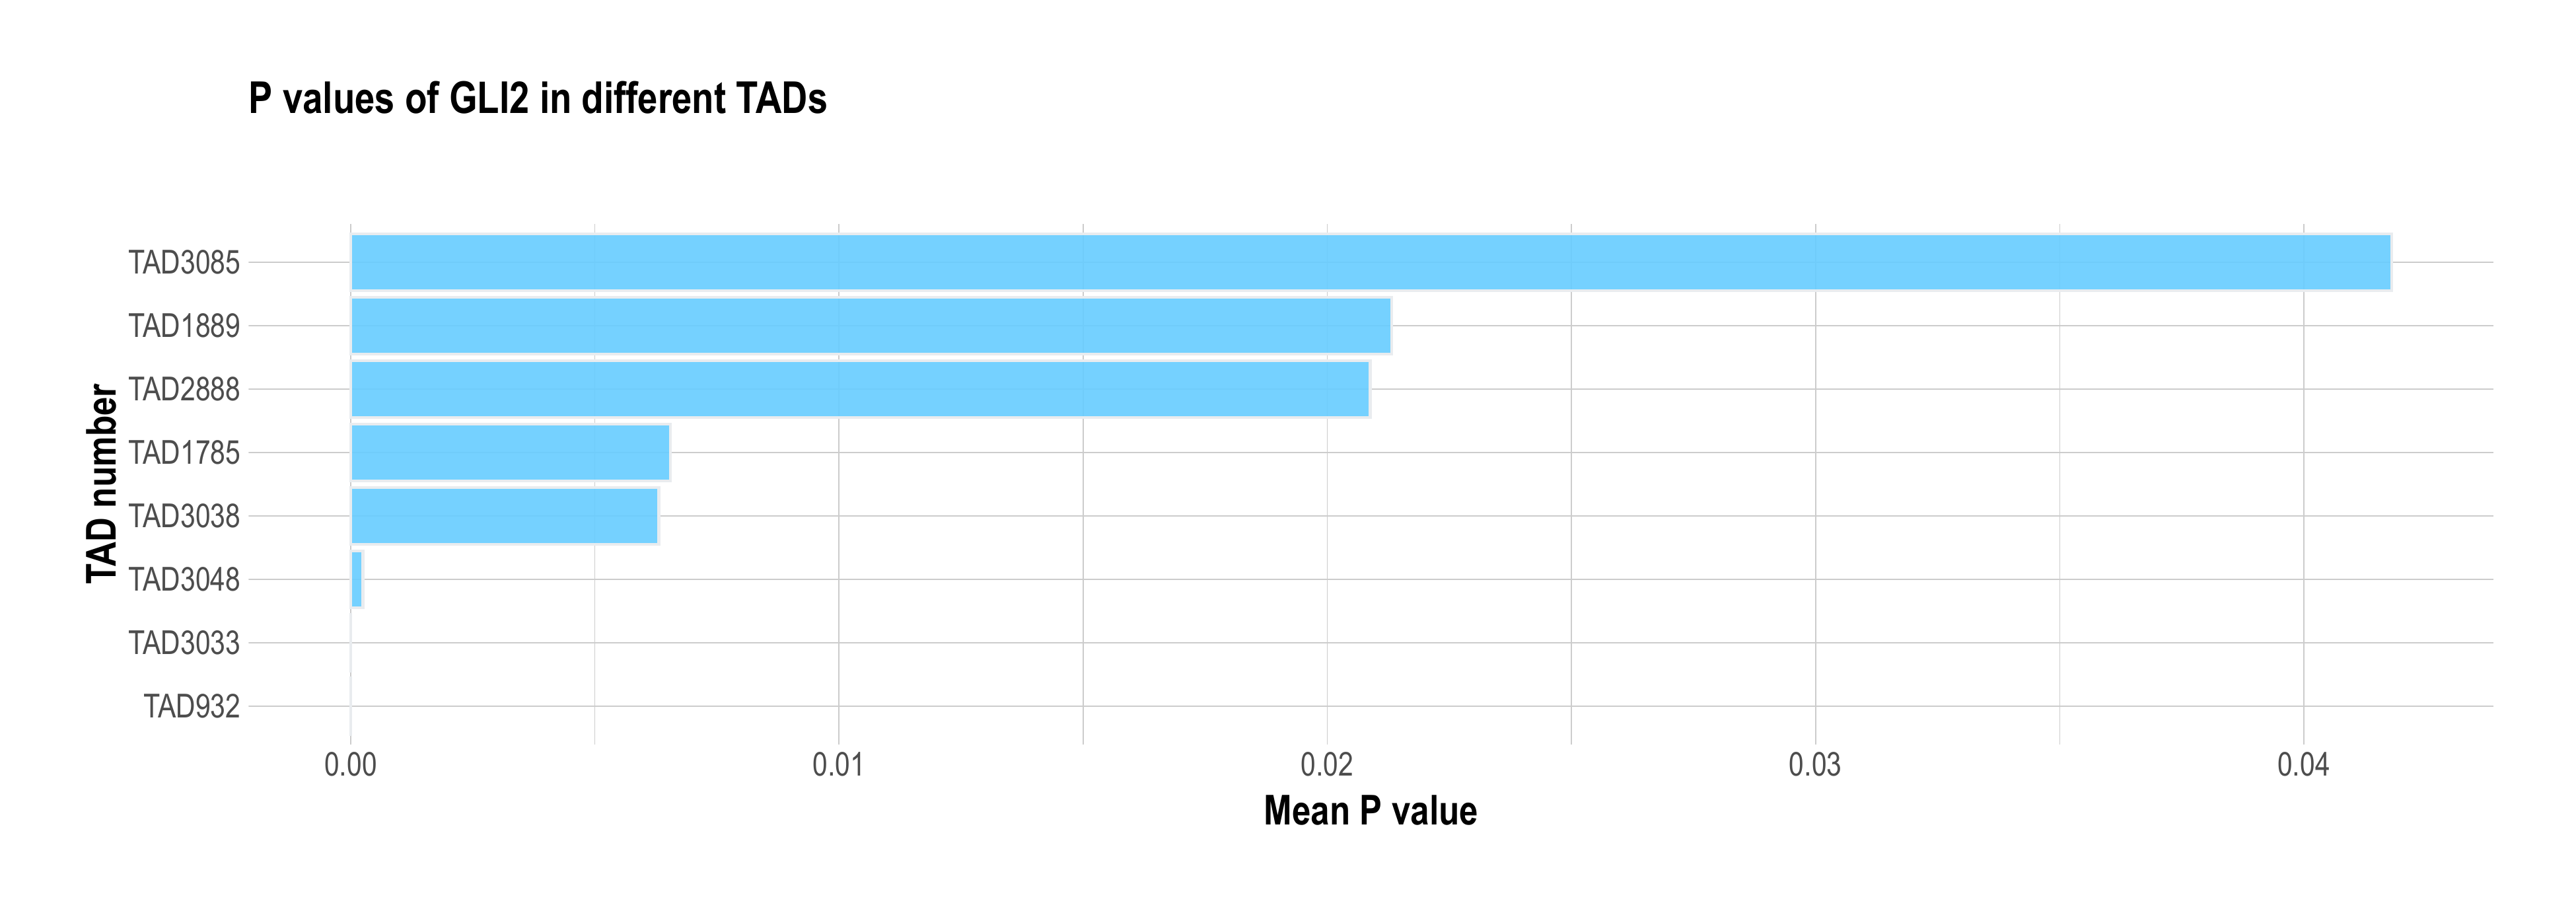 P values of GLI2 in different TADs
TAD number
TAD3085
TAD1889
TAD2888
TAD1785
TAD3038
TAD3048
TAD3033
TAD932
0.00 0.01 0.02 0.03 0.04
Mean P value